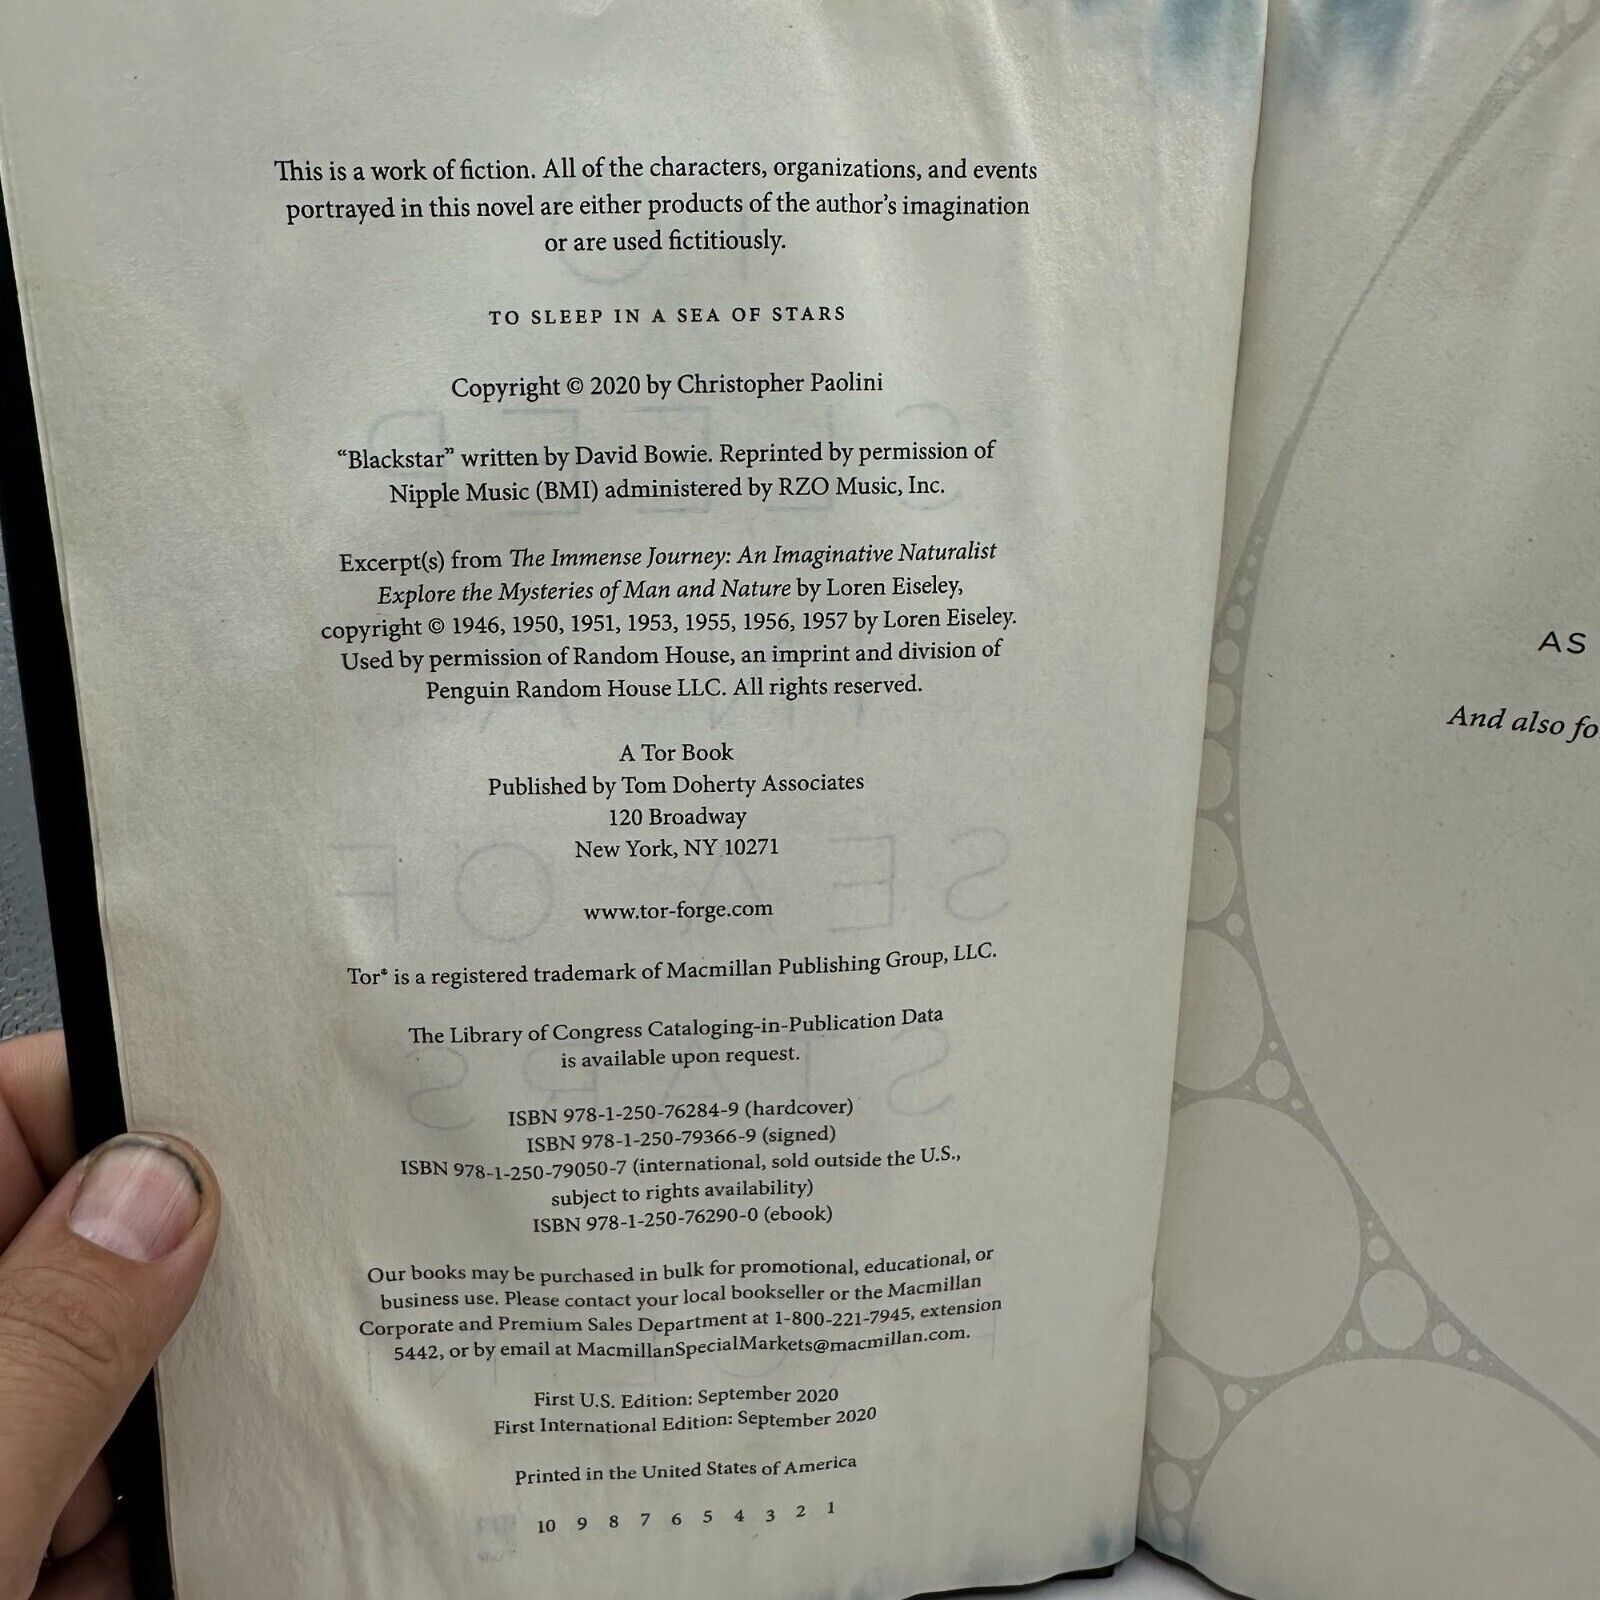 This is a work of fiction. All of the characters, organizations, and events
portrayed in this novel are either products of the author's imagination
or are used fictitiously.
TO SLEEP IN A SEA OF STARS
Copyright © 2020 by Christopher Paolini
“Blackstar” written by David Bowie. Reprinted by permission of
Nipple Music (BMI) administered by RZO Music, Inc.
Excerpt(s) from The Immense Journey: An Imaginative Naturalist
Explore the Mysteries of Man and Nature by Loren Eiseley,
copyright © 1946, 1950, 1951, 1953, 1955, 1956, 1957 by Loren Eiseley.
Used by permission of Random House, an imprint and division of
Penguin Random House LLC. All rights reserved.
A Tor Book
Published by Tom Doherty Associates
120 Broadway
New York, NY 10271
www.tor-forge.com
Tor® is a registered trademark of Macmillan Publishing Group, LLC.
The Library of Congress Cataloging-in-Publication Data
is available upon request.
ISBN 978-1-250-76284-9 (hardcover)
ISBN 978-1-250-79366-9 (signed)
ISBN 978-1-250-79050-7 (international, sold outside the U.S.,
subject to rights availability)
ISBN 978-1-250-76290-0 (ebook)
Our books may be purchased in bulk for promotional, educational, or
business use. Please contact your local bookseller or the Macmillan
Corporate and Premium Sales Department at 1-800-221-7945, extension
5442, or by email at MacmillanSpecialMarkets@macmillan.com.
First U.S. Edition: September 2020
First International Edition: September 2020
Printed in the United States of America
10 9 8 7 6 5 4 3 2 1
AS
And also fo